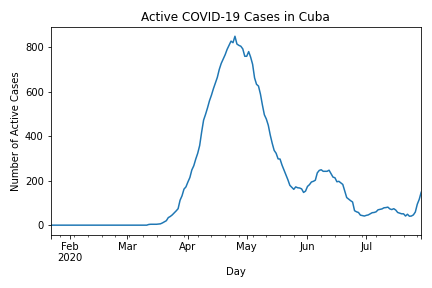 Active COVID-19 Cases in Cuba
Number of Active Cases
800
600
400
200
0
Feb
2020
Mar
Apr
May
Jun
Jul
Day